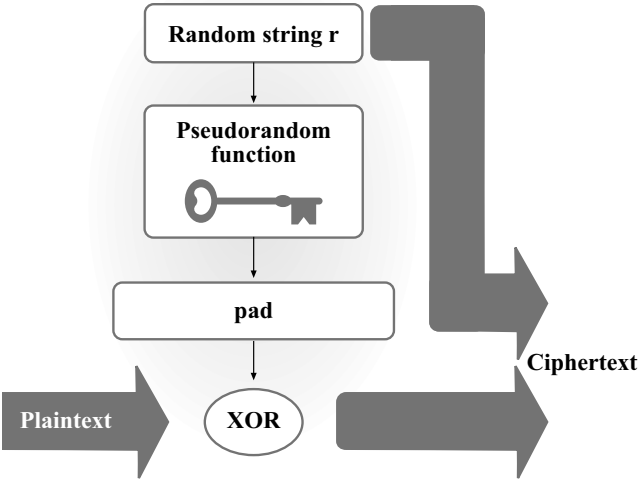 Random string r
Pseudorandom
function
pad
Ciphertext
Plaintext
XOR